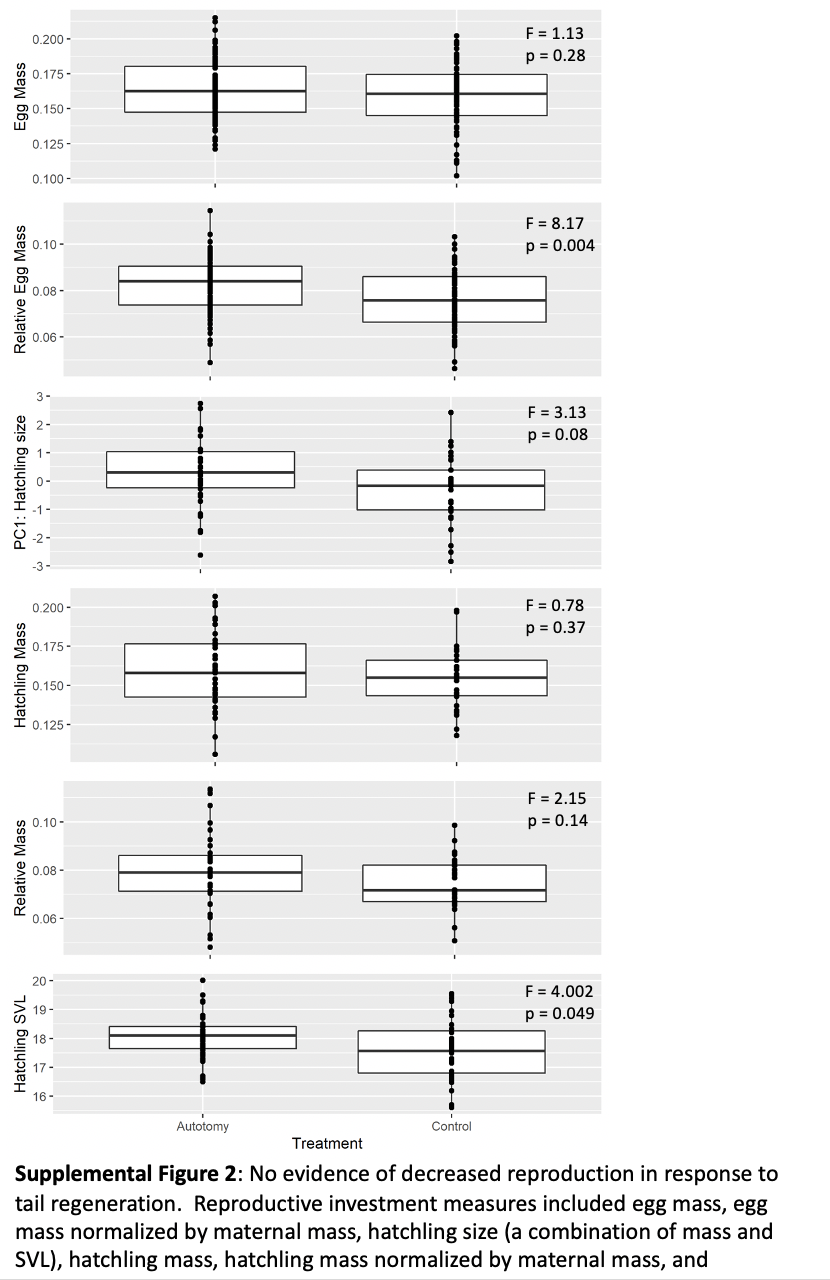 F = 1.13
p = 0.28
0.200
0.175
0.150
0.125
0.100
Egg Mass
F = 8.17
p = 0.004
0.10
0.08
0.06
Relative Egg Mass
F = 3.13
p = 0.08
3
2
1
0
-1
-2
-3
PC1: Hatchling size
F = 0.78
p = 0.37
0.200
0.175
0.150
0.125
Hatchling Mass
F = 2.15
p = 0.14
0.10
0.08
0.06
Relative Mass
F = 4.002
p = 0.049
20
19
18
17
16
Hatchling SVL
Autotomy Control
Treatment
Supplemental Figure 2: No evidence of decreased reproduction in response to
tail regeneration.  Reproductive investment measures included egg mass, egg
mass normalized by maternal mass, hatchling size (a combination of mass and
SVL), hatchling mass, hatchling mass normalized by maternal mass, and